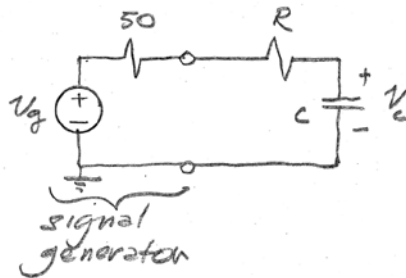 50 R
+
Vg + C Vc
− −
signal
generator